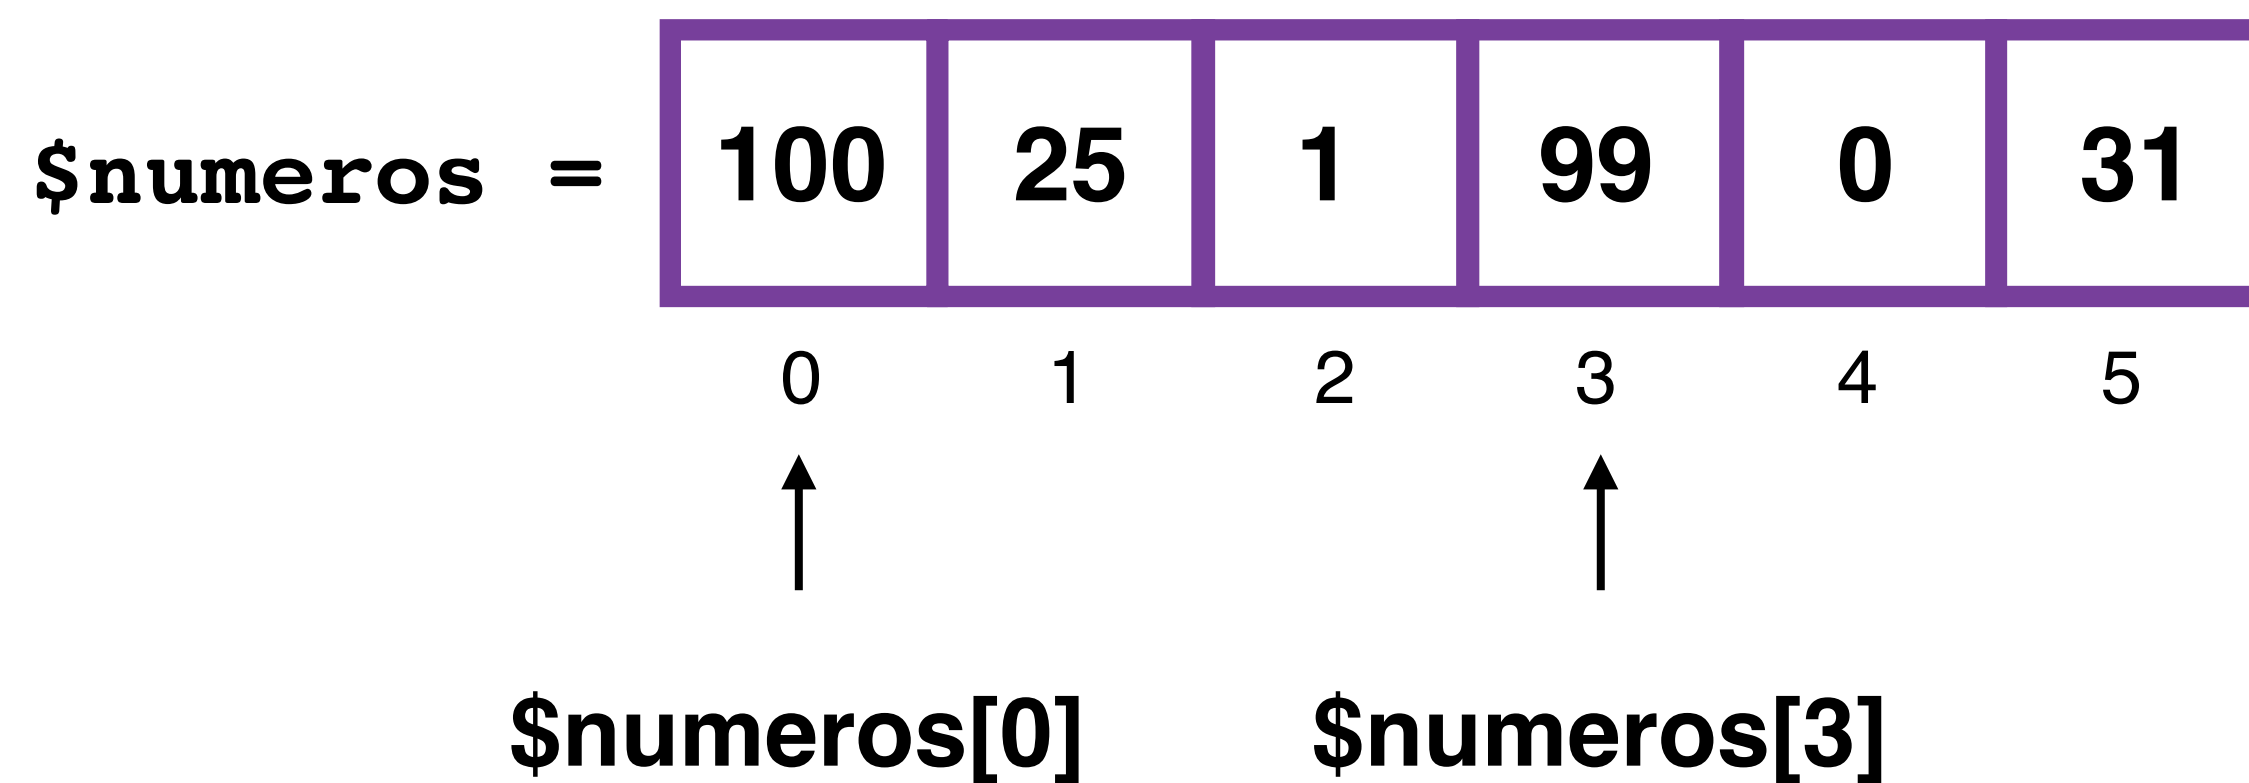 $numeros = 100 25 1 99 0 31
0 1 2 3 4 5
$numeros[0] $numeros[3]